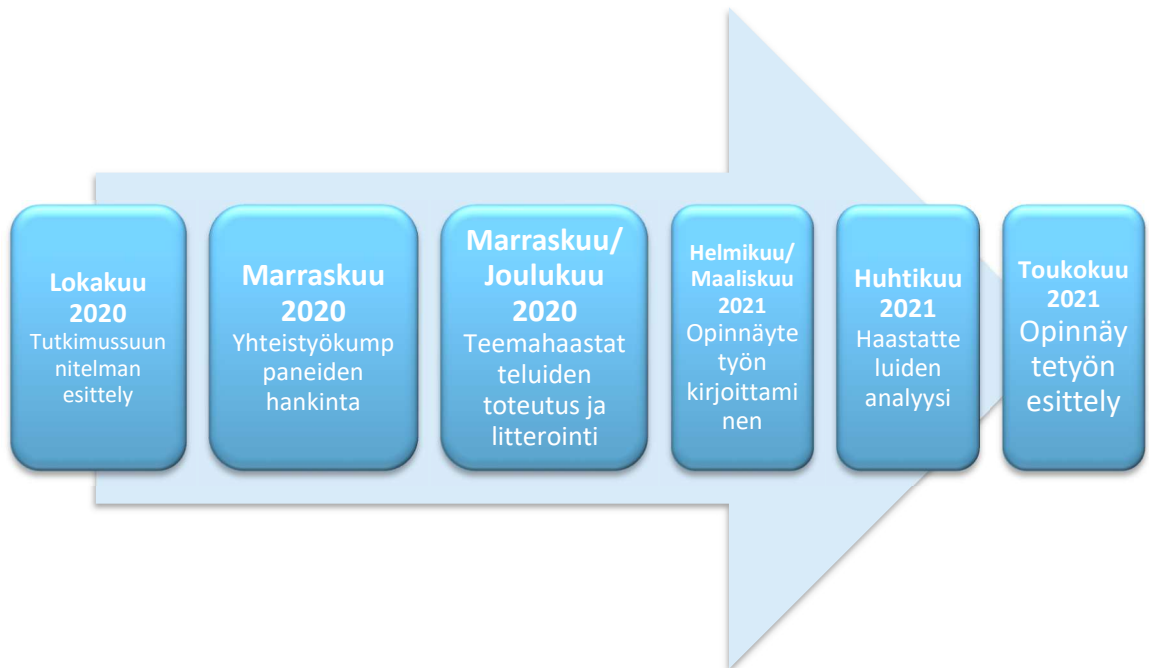 Lokakuu
2020
Tutkimussuun
nitelman
esittely
Marraskuu
2020
Yhteistyökump
paneiden
hankinta
Marraskuu/
Joulukuu
2020
Teemahaastat
teluiden
toteutus ja
litterointi
Helmikuu/
Maaliskuu
2021
Opinnäyte
työn
kirjoittami
nen
Huhtikuu
2021
Haastatte
luiden
analyysi
Toukokuu
2021
Opinnäy
tetyön
esittely